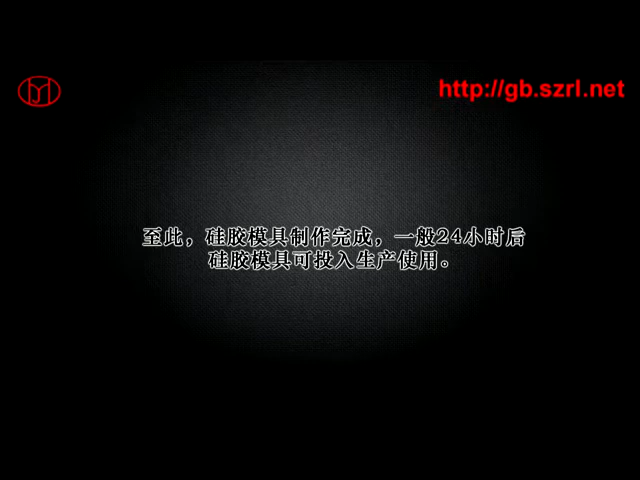 http://gb.szrl.net
至此，硅胶模具制作完成，一般24小时后
硅胶模具可投入生产使用。